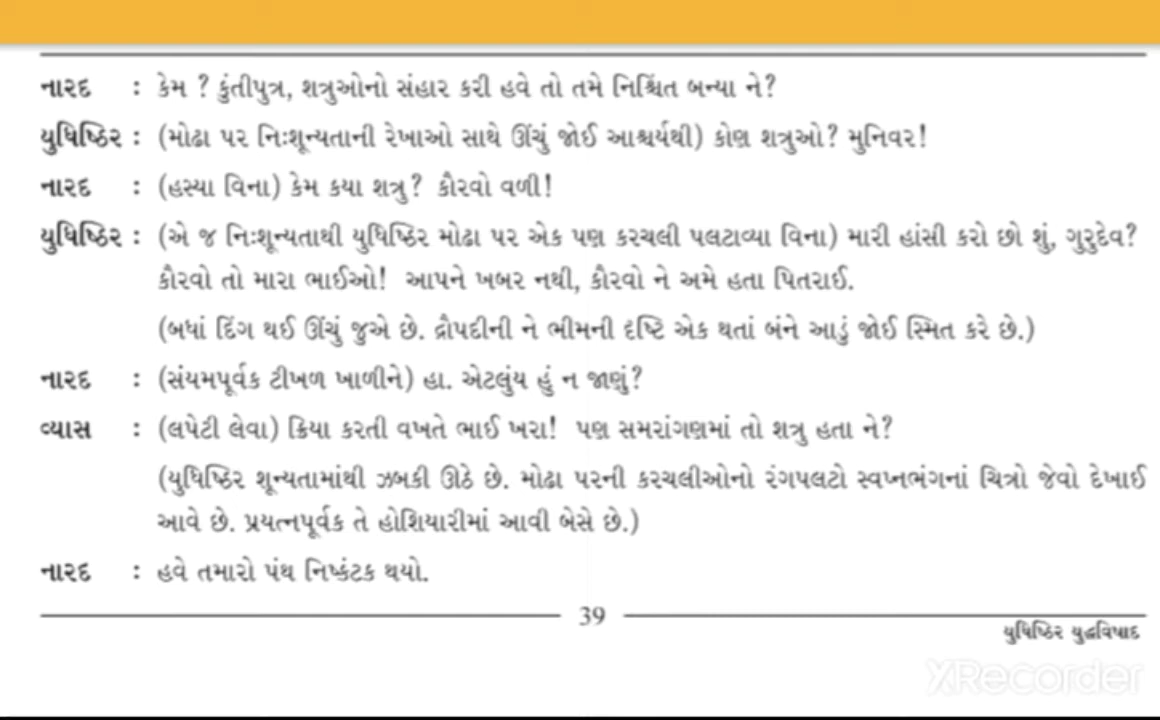 નારદ : કેમ ? કુંતીપુત્ર, શત્રુઓનો સંહાર કરી હવે તો તમે નિશ્ચિંત બન્યા ને?
યુધિષ્ઠિર : (મોઢા પર નિઃશૂન્યતાની રેખાઓ સાથે ઊંચું જોઈ આશ્ચર્યથી) કોણ શત્રુઓ? મુનિવર!
નારદ : (હસ્યા વિના) કેમ કયા શત્રુ? કૌરવો વળી!
યુધિષ્ઠિર : (એ જ નિઃશૂન્યતાથી યુધિષ્ઠિર મોઢા પર એક પણ કરચલી પલટાવ્યા વિના) મારી હાંસી કરો છો શું, ગુરુદેવ?
કૌરવો તો મારા ભાઈઓ! આપને ખબર નથી, કૌરવો ને અમે હતા પિતરાઈ.
(બધાં દિંગ થઈ ઊંચું જુએ છે. દ્રૌપદીની ને ભીમની દૃષ્ટિ એક થતાં બંને આડું જોઈ સ્મિત કરે છે.)
નારદ : (સંયમપૂર્વક ટીખળ ખાળીને) હા. એટલુંય હું ન જાણું?
વ્યાસ : (લપેટી લેવા) ક્રિયા કરતી વખતે ભાઈ ખરા! પણ સમરાંગણમાં તો શત્રુ હતા ને?
(યુધિષ્ઠિર શૂન્યતામાંથી ઝબકી ઊઠે છે. મોઢા પરની કરચલીઓનો રંગપલટો સ્વપ્નભંગનાં ચિત્રો જેવો દેખાઈ
આવે છે. પ્રયત્નપૂર્વક તે હોશિયારીમાં આવી બેસે છે.)
નારદ : હવે તમારો પંથ નિષ્કંટક થયો.
39
યુધિષ્ઠિર યુદ્ધવિષાદ
XRecorder